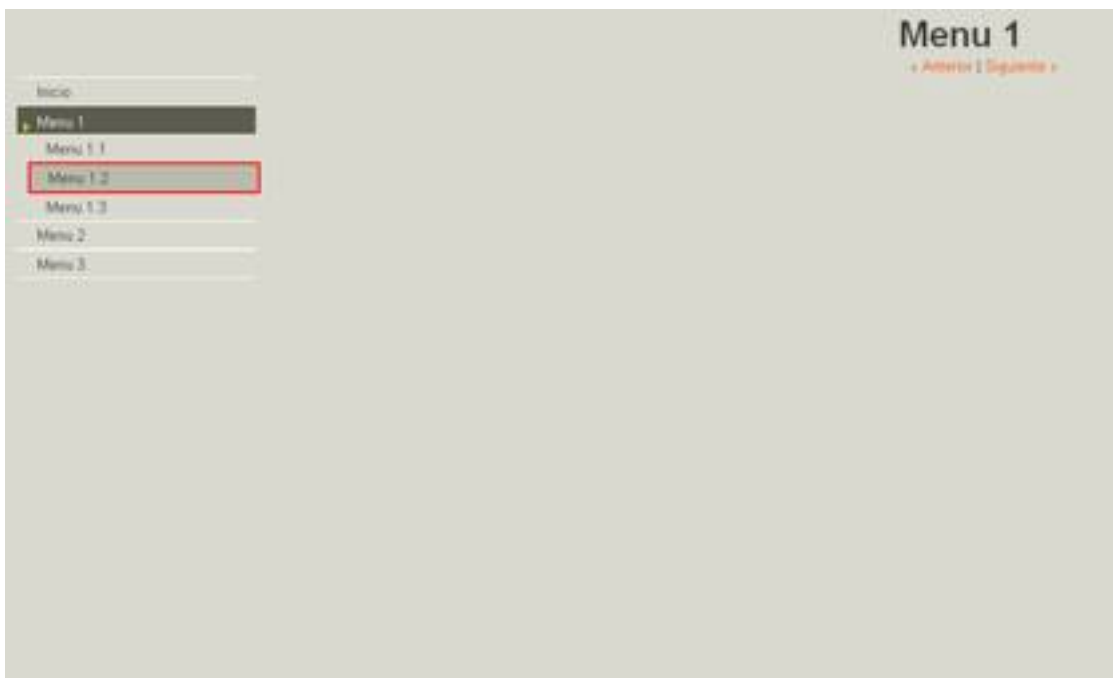 Menu 1
« Anterior | Siguiente »
Inicio
Menu 1
Menu 1.1
Menu 1.2
Menu 1.3
Menu 2
Menu 3